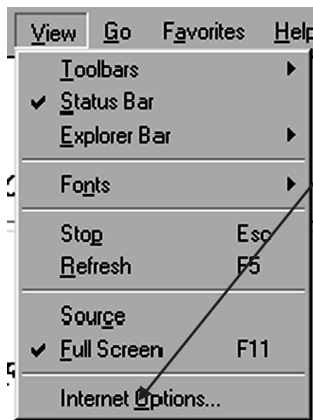 View Go Favorites Help
Toolbars
Status Bar
Explorer Bar
Fonts
Stop Esc
Refresh F5
Source
Full Screen F11
Internet Options...